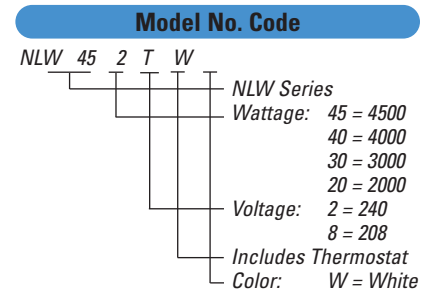 Model No. Code
NLW 45 2 T W
NLW Series
Wattage: 45 = 4500
40 = 4000
30 = 3000
20 = 2000
Voltage: 2 = 240
8 = 208
Includes Thermostat
Color: W = White